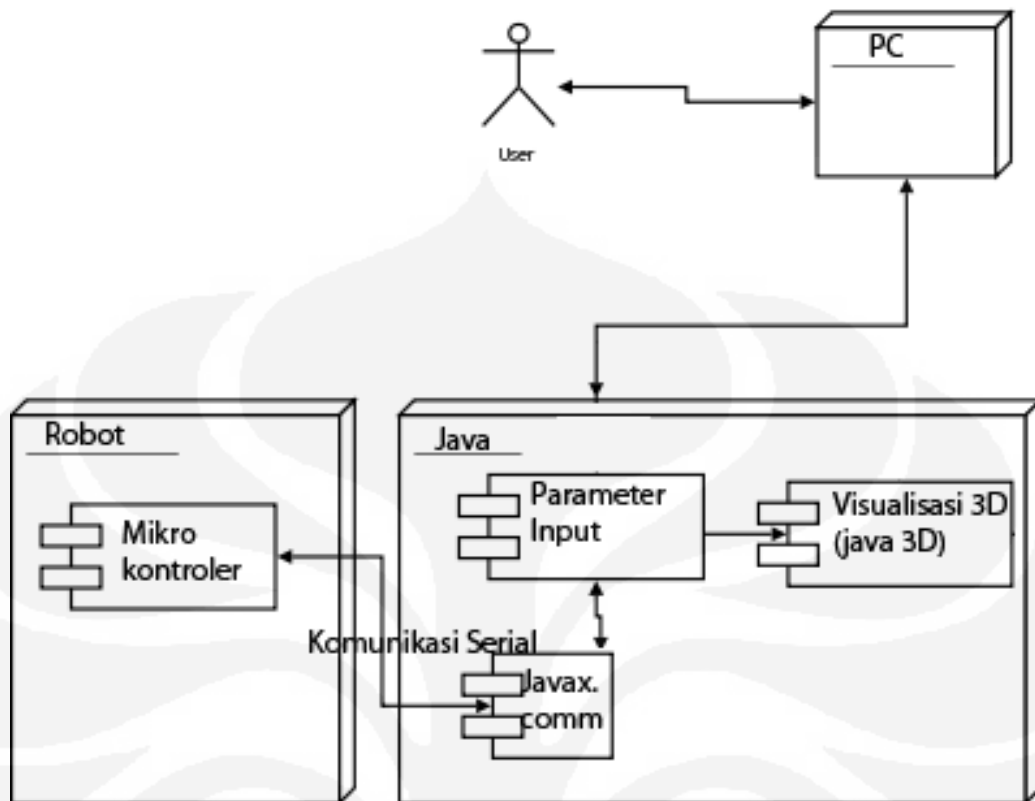 PC
User
Robot
Java
Mikro
kontroler
Parameter
Input
Visualisasi 3D
(java 3D)
Komunikasi Serial
Javax.
comm